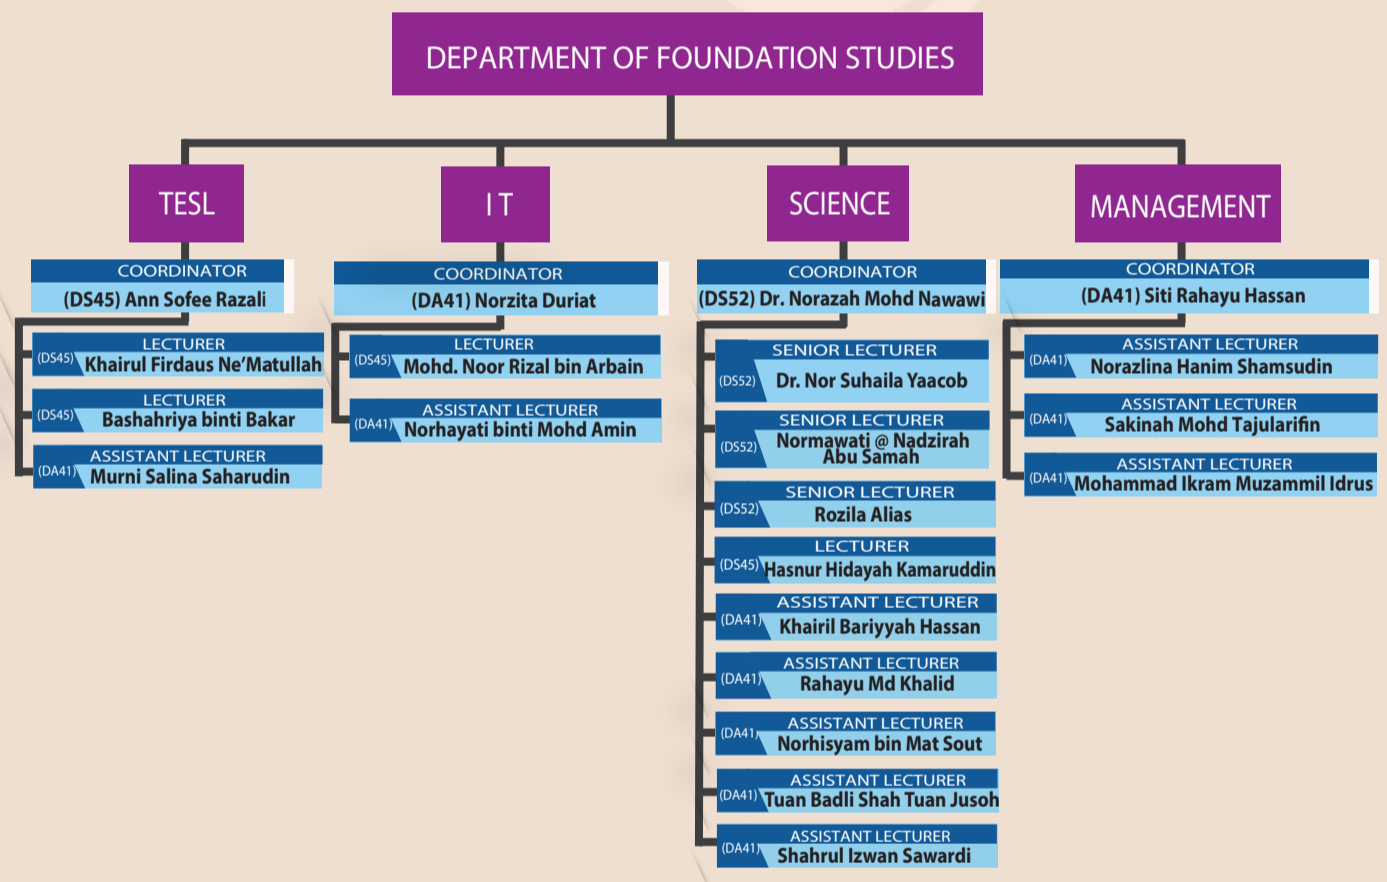 DEPARTMENT OF FOUNDATION STUDIES
TESL
COORDINATOR
(DS45) Ann Sofee Razali
LECTURER
(DS45) Khairul Firdaus Ne’Matullah
LECTURER
(DS45) Bashahriya binti Bakar
ASSISTANT LECTURER
(DA41) Murni Salina Saharudin
I T
COORDINATOR
(DA41) Norzita Duriat
LECTURER
(DS45) Mohd. Noor Rizal bin Arbain
ASSISTANT LECTURER
(DA41) Norhayati binti Mohd Amin
SCIENCE
COORDINATOR
(DS52) Dr. Norazah Mohd Nawawi
SENIOR LECTURER
(DS52) Dr. Nor Suhaila Yaacob
SENIOR LECTURER
(DS52) Normawati @ Nadzirah
Abu Samah
SENIOR LECTURER
(DS52) Rozila Alias
LECTURER
(DS45) Hasnur Hidayah Kamaruddin
ASSISTANT LECTURER
(DA41) Khairil Bariyyah Hassan
ASSISTANT LECTURER
(DA41) Rahayu Md Khalid
ASSISTANT LECTURER
(DA41) Norhisyam bin Mat Sout
ASSISTANT LECTURER
(DA41) Tuan Badli Shah Tuan Jusoh
ASSISTANT LECTURER
(DA41) Shahrul Izwan Sawardi
MANAGEMENT
COORDINATOR
(DA41) Siti Rahayu Hassan
ASSISTANT LECTURER
(DA41) Norazlina Hanim Shamsudin
ASSISTANT LECTURER
(DA41) Sakinah Mohd Tajularifin
ASSISTANT LECTURER
(DA41) Mohammad Ikram Muzammil Idrus